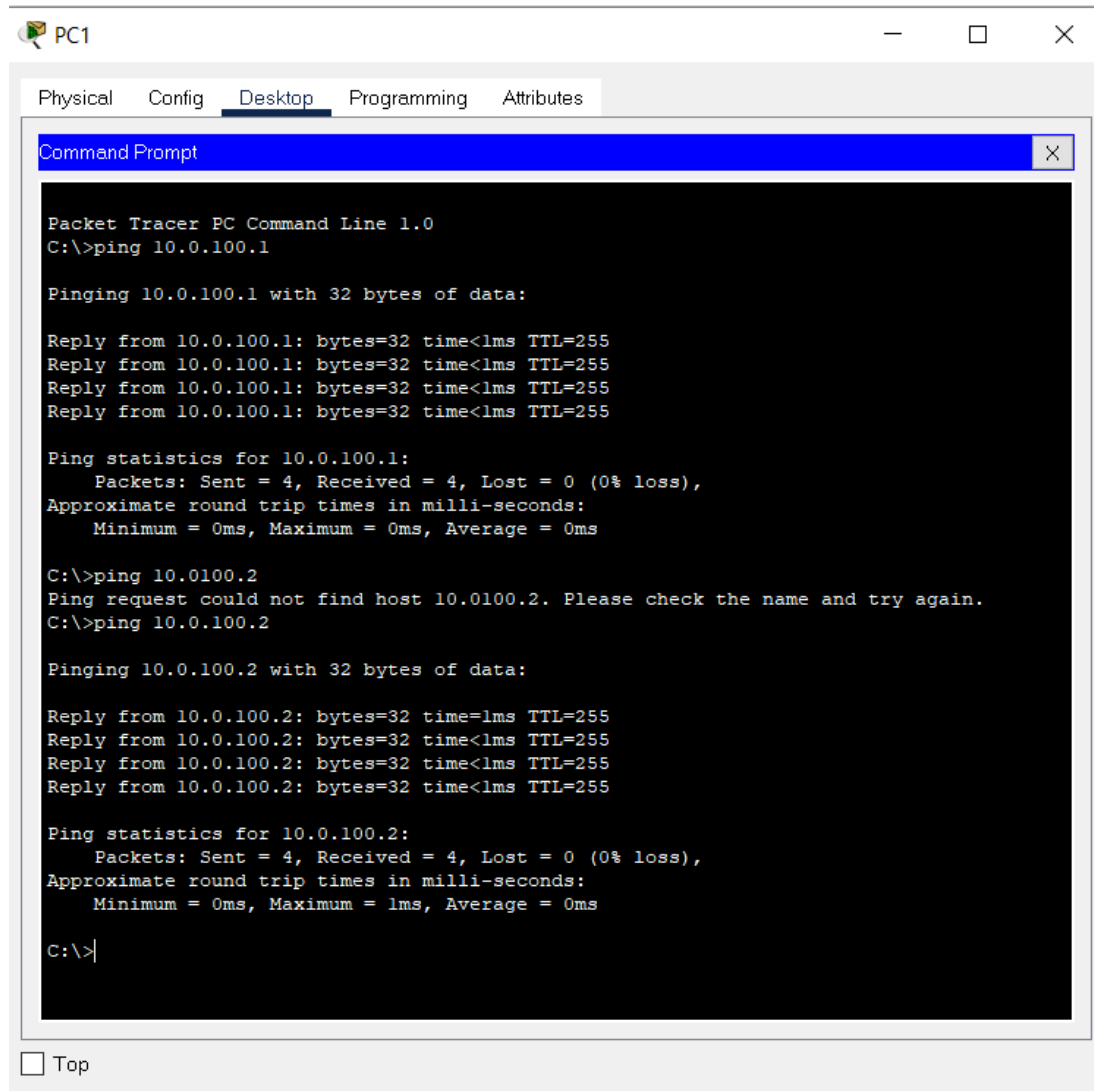 PC1
Physical Config Desktop Programming Attributes
Command Prompt
X
Packet Tracer PC Command Line 1.0
C:\>ping 10.0.100.1
Pinging 10.0.100.1 with 32 bytes of data:
Reply from 10.0.100.1: bytes=32 time<1ms TTL=255
Reply from 10.0.100.1: bytes=32 time<1ms TTL=255
Reply from 10.0.100.1: bytes=32 time<1ms TTL=255
Reply from 10.0.100.1: bytes=32 time<1ms TTL=255
Ping statistics for 10.0.100.1:
Packets: Sent = 4, Received = 4, Lost = 0 (0% loss),
Approximate round trip times in milli-seconds:
Minimum = 0ms, Maximum = 0ms, Average = 0ms
C:\>ping 10.0100.2
Ping request could not find host 10.0100.2. Please check the name and try again.
C:\>ping 10.0.100.2
Pinging 10.0.100.2 with 32 bytes of data:
Reply from 10.0.100.2: bytes=32 time=1ms TTL=255
Reply from 10.0.100.2: bytes=32 time<1ms TTL=255
Reply from 10.0.100.2: bytes=32 time<1ms TTL=255
Reply from 10.0.100.2: bytes=32 time<1ms TTL=255
Ping statistics for 10.0.100.2:
Packets: Sent = 4, Received = 4, Lost = 0 (0% loss),
Approximate round trip times in milli-seconds:
Minimum = 0ms, Maximum = 1ms, Average = 0ms
C:\>
Top